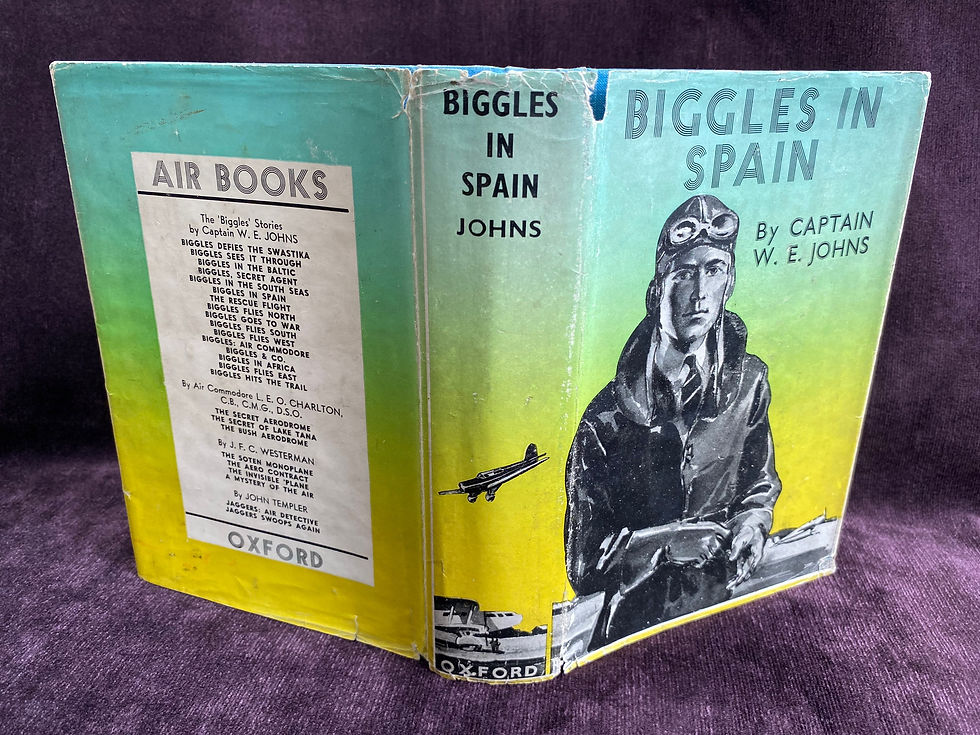 AIR BOOKS
The 'Biggles' Stories
by Captain W. E. JOHNS
BIGGLES DEFIES THE SWASTIKA
BIGGLES SEES IT THROUGH
BIGGLES IN THE BALTIC
BIGGLES, SECRET AGENT
BIGGLES IN THE SOUTH SEAS
BIGGLES IN SPAIN
THE RESCUE FLIGHT
BIGGLES FLIES NORTH
BIGGLES GOES TO WAR
BIGGLES FLIES SOUTH
BIGGLES FLIES WEST
BIGGLES: AIR COMMODORE
BIGGLES & CO.
BIGGLES IN AFRICA
BIGGLES FLIES EAST
BIGGLES HITS THE TRAIL
By Air Commodore L. E. O. CHARLTON,
C.B., C.M.G., D.S.O.
THE SECRET AERODROME
THE SECRET OF LAKE TANA
THE BUSH AERODROME
By J. F. C. WESTERMAN
THE SOTEN MONOPLANE
THE AERO CONTRACT
THE INVISIBLE 'PLANE
A MYSTERY OF THE AIR
By JOHN TEMPLER
JAGGERS: AIR DETECTIVE
JAGGERS SWOOPS AGAIN
OXFORD
BIGGLES
IN
SPAIN
JOHNS
OXFORD
BIGGLES IN
SPAIN
By CAPTAIN
W. E. JOHNS